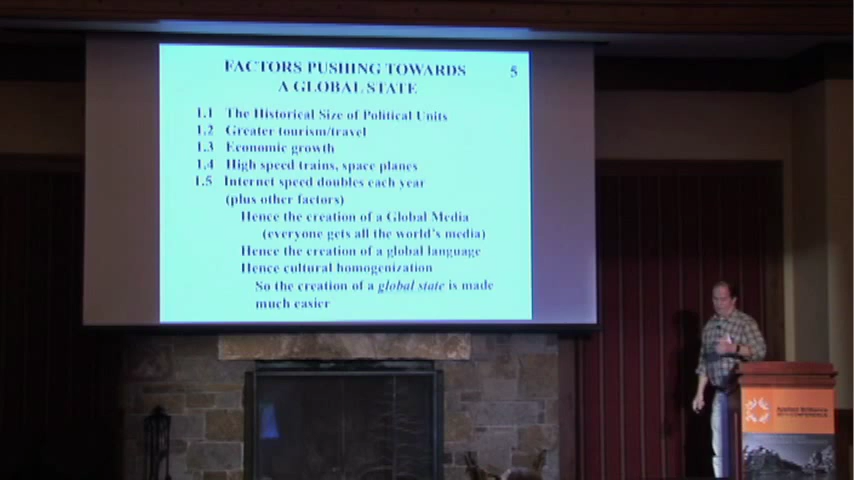 FACTORS PUSHING TOWARDS 5
A GLOBAL STATE
1.1 The Historical Size of Political Units
1.2 Greater tourism/travel
1.3 Economic growth
1.4 High speed trains, space planes
1.5 Internet speed doubles each year
(plus other factors)
Hence the creation of a Global Media
(everyone gets all the world's media)
Hence the creation of a global language
Hence cultural homogenization
So the creation of a global state is made
much easier
Applied Brilliance